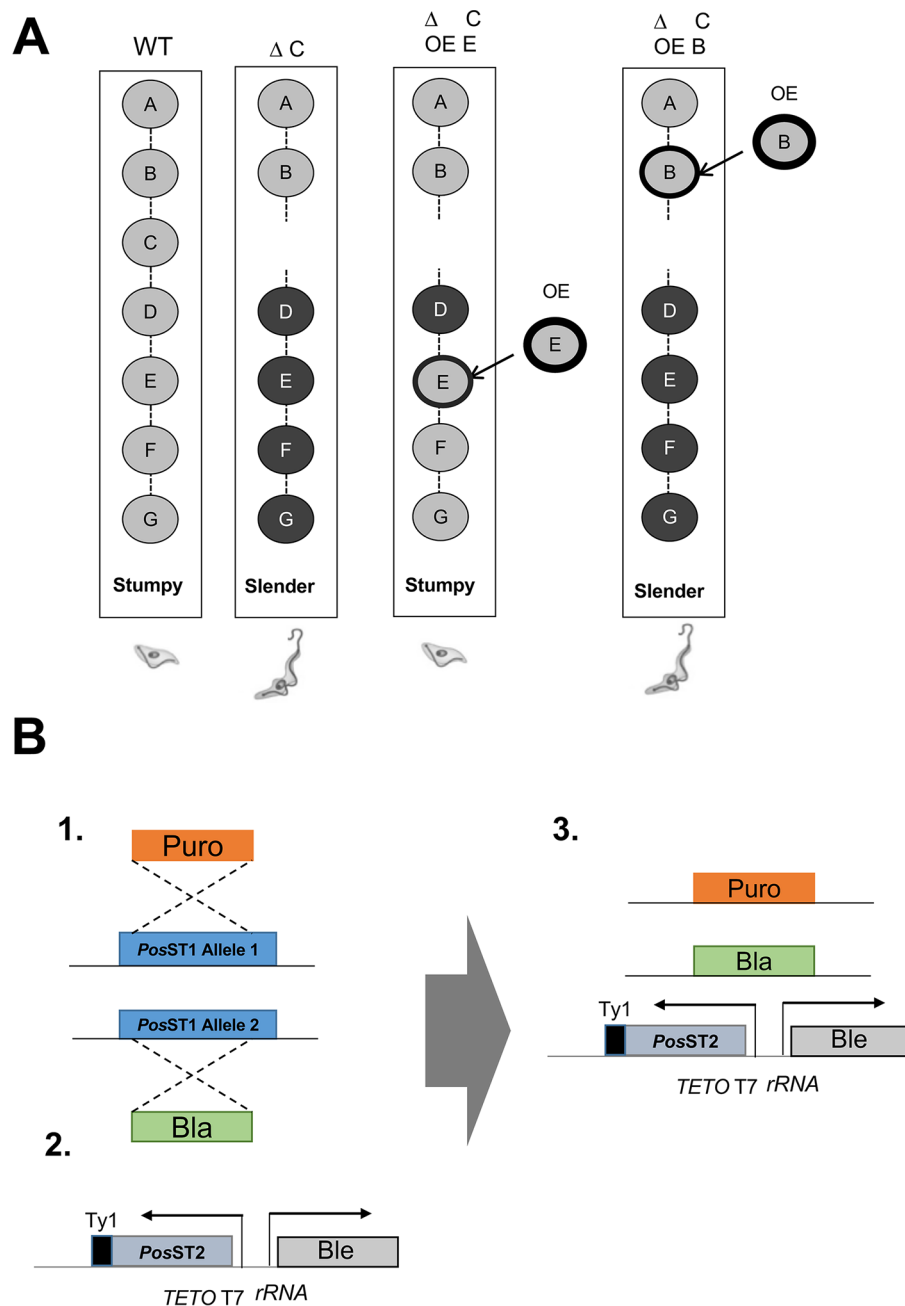 A
WT
Δ C
Δ C
OE E
Δ C
OE B
A
B
C
D
E
F
G
Stumpy
A
B
D
E
F
G
Slender
A
B
D
E
F
G
Stumpy
OE
E
A
B
D
E
F
G
Slender
OE
B
B
1.
Puro
PosST1 Allele 1
PosST1 Allele 2
Bla
2.
Ty1
PosST2
Ble
TETO T7 rRNA
3.
Puro
Bla
Ty1
PosST2
Ble
TETO T7 rRNA